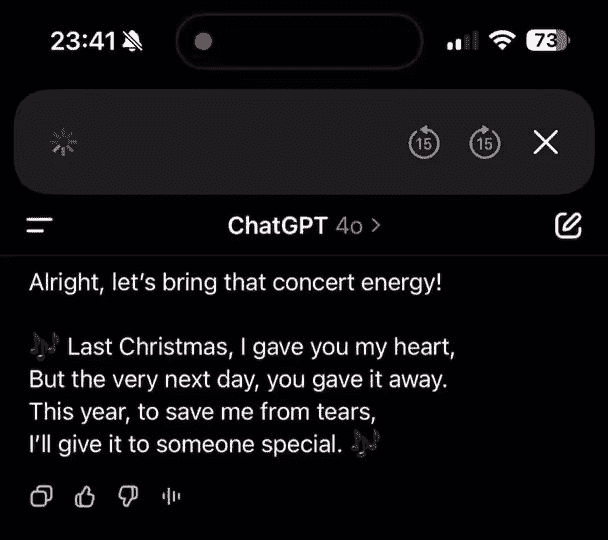 23:41
73
15 15
ChatGPT 4o >
Alright, let's bring that concert energy!
🎶 Last Christmas, I gave you my heart,
But the very next day, you gave it away.
This year, to save me from tears,
I'll give it to someone special. 🎶